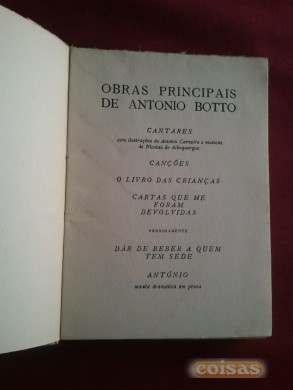 OBRAS PRINCIPAIS
DE ANTONIO BOTTO
CANTARES
com ilustrações de Antonio Carneiro e músicas
de Nicolau de Albuquerque
CANÇÕES
O LIVRO DAS CRIANÇAS
CARTAS QUE ME
FORAM
DEVOLVIDAS
PROXIMAMENTE
DÁR DE BEBER A QUEM
TEM SEDE
ANTÓNIO
novela dramática em prosa
coisas